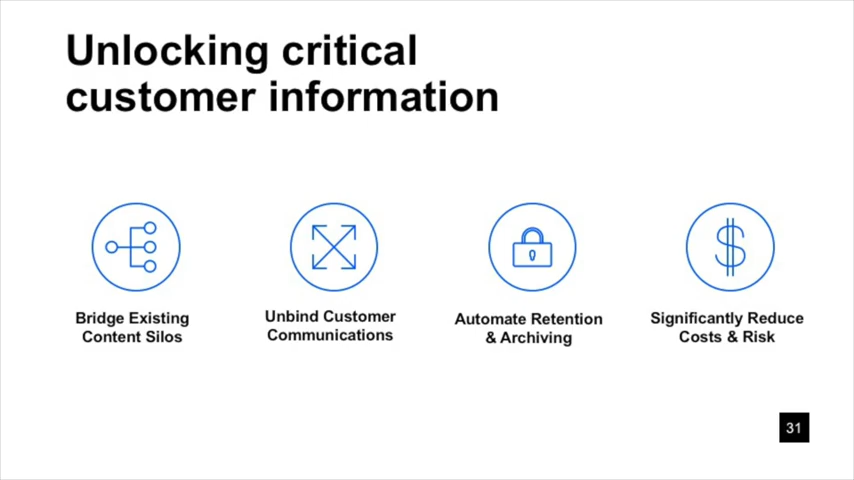 Unlocking critical
customer information
Bridge Existing
Content Silos
Unbind Customer
Communications
Automate Retention
& Archiving
Significantly Reduce
Costs & Risk
31